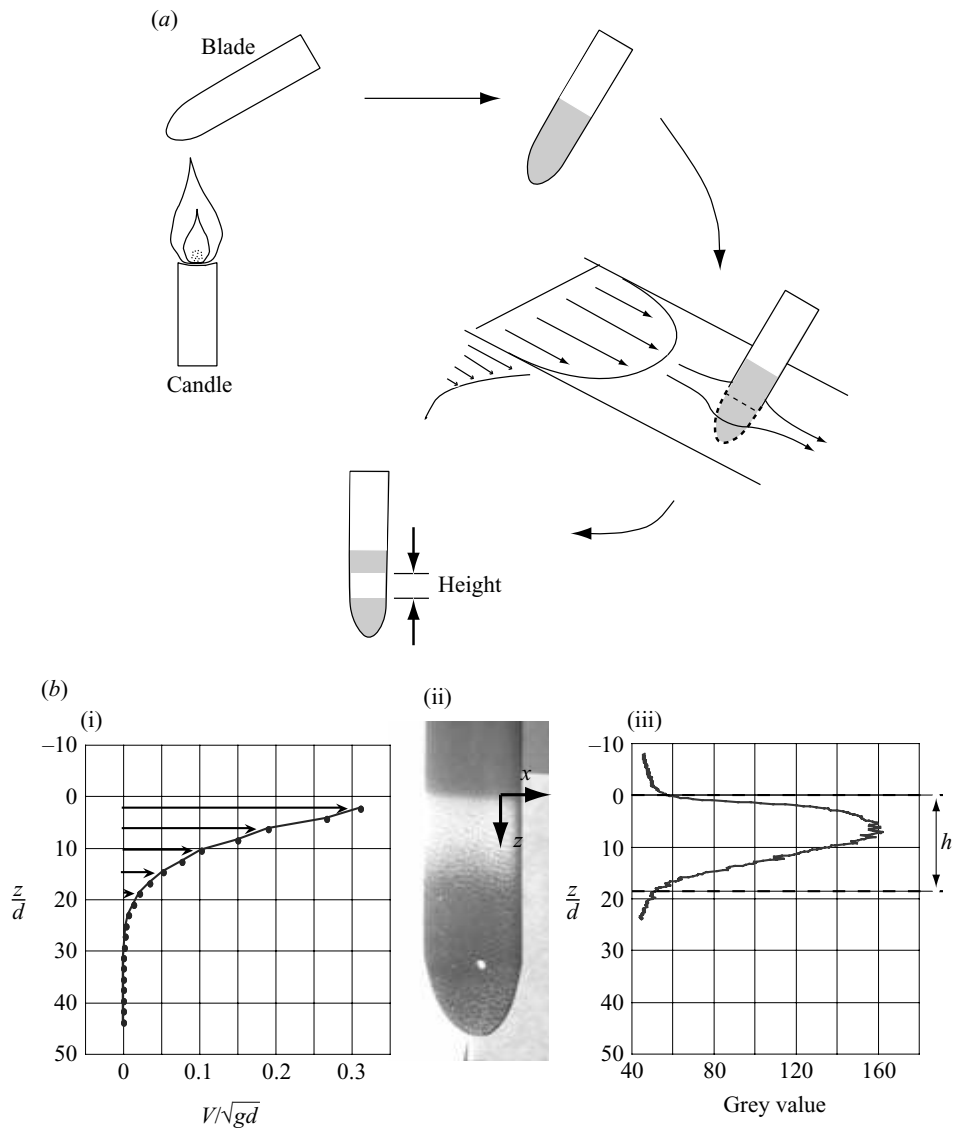 (a)
Blade
Candle
Height
(b)
(i)
–10
0
10
20
30
40
50
z/d
0 0.1 0.2 0.3
V/√gd
(ii)
x
z
(iii)
–10
0
10
20
30
40
50
z/d
h
40 80 120 160
Grey value